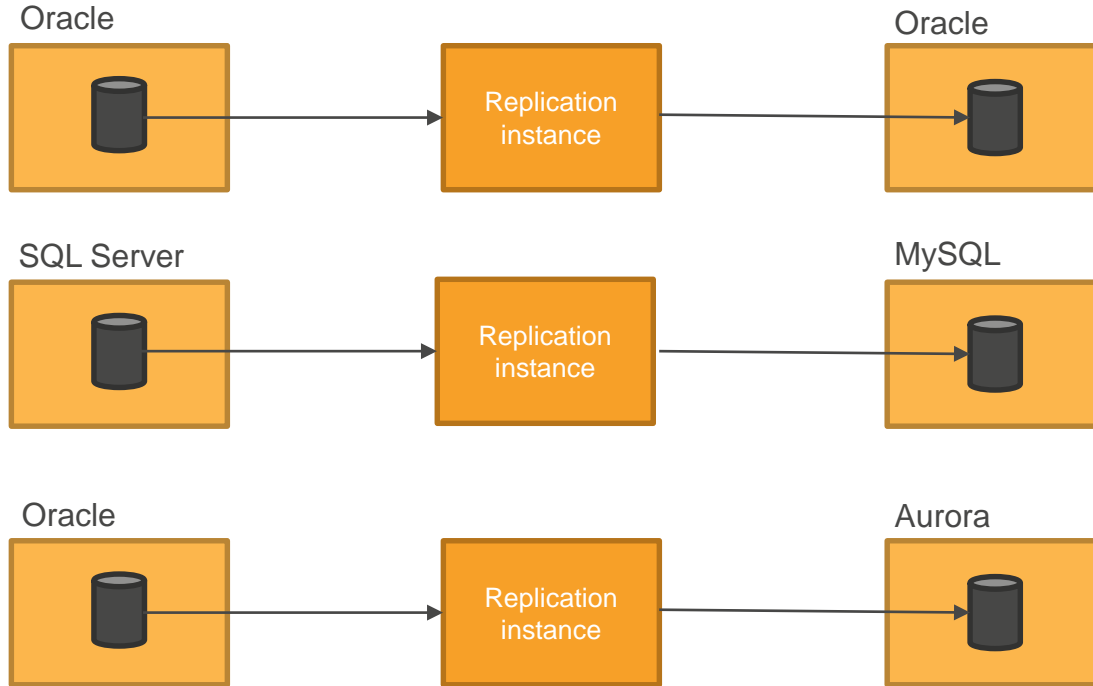 Oracle
Oracle
Replication
instance
SQL Server
MySQL
Replication
instance
Oracle
Aurora
Replication
instance